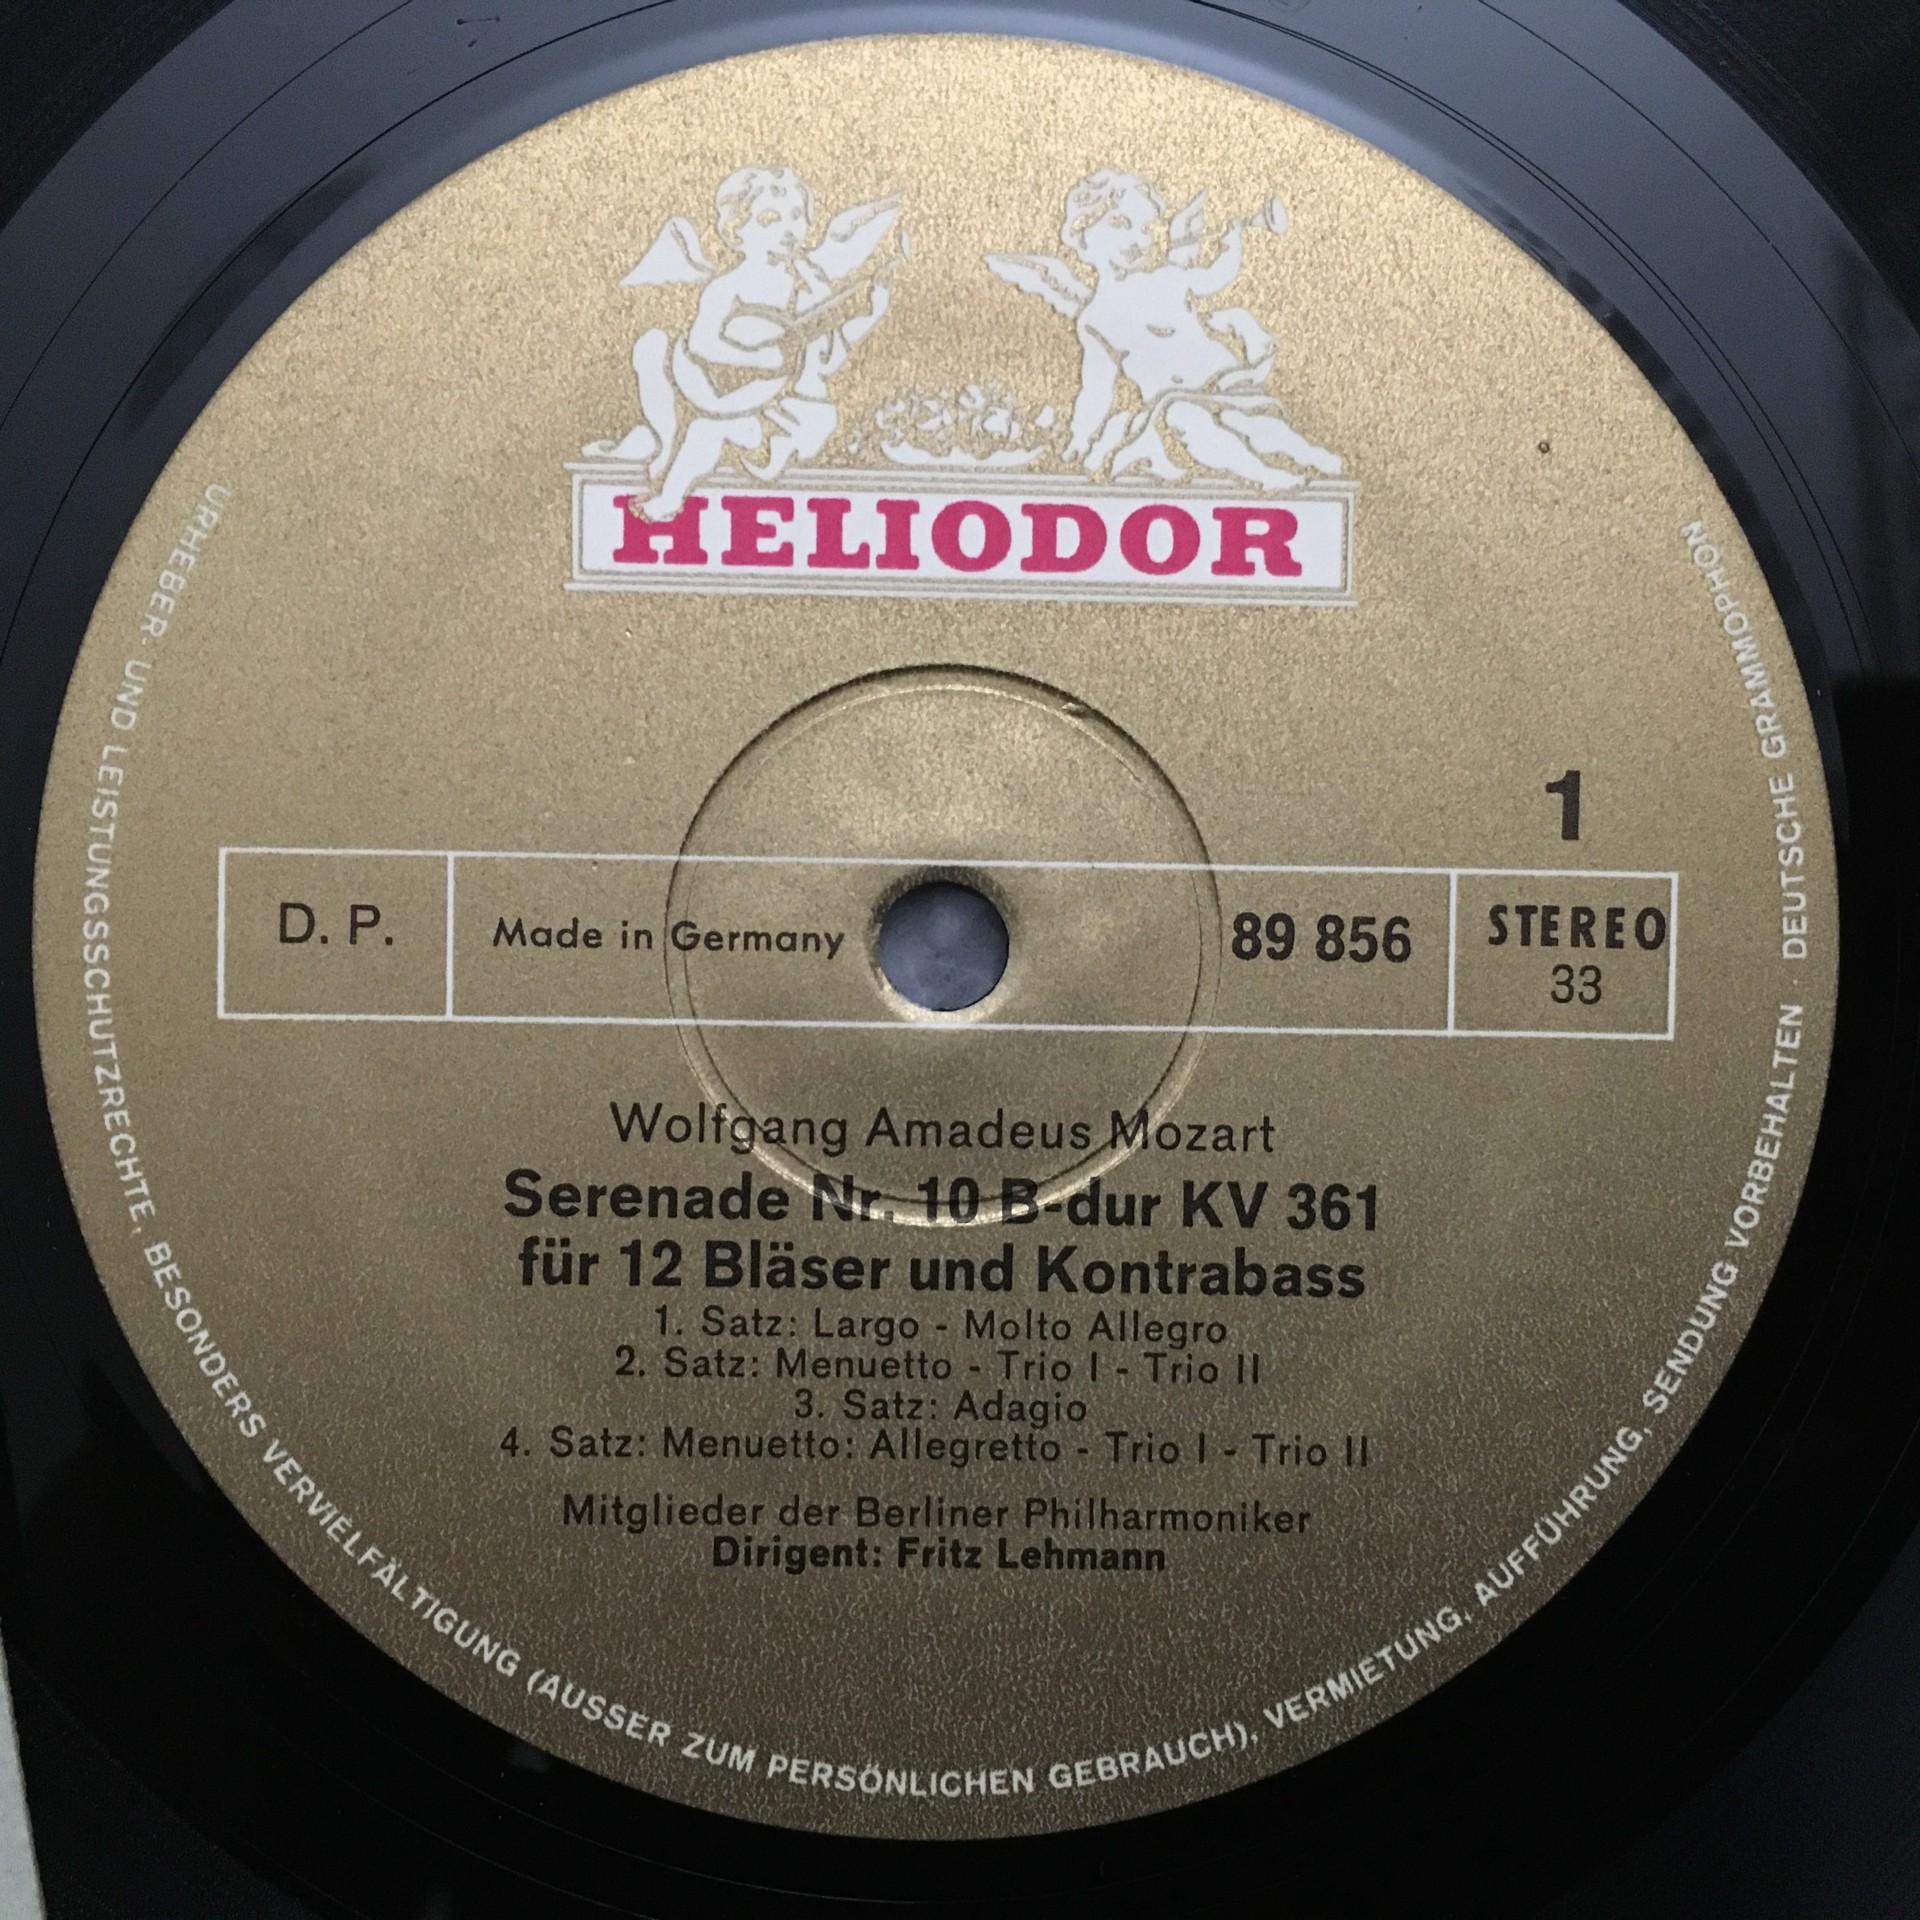 HELIODOR
1
D. P.
Made in Germany
89 856
STEREO
33
Wolfgang Amadeus Mozart
Serenade Nr. 10 B-dur KV 361
für 12 Bläser und Kontrabass
1. Satz: Largo - Molto Allegro
2. Satz: Menuetto - Trio I - Trio II
3. Satz: Adagio
4. Satz: Menuetto: Allegretto - Trio I - Trio II
Mitglieder der Berliner Philharmoniker
Dirigent: Fritz Lehmann
URHEBER- UND LEISTUNGSSCHUTZRECHTE, BESONDERS VERVIELFÄLTIGUNG (AUSSER ZUM PERSÖNLICHEN GEBRAUCH), VERMIETUNG, AUFFÜHRUNG, SENDUNG VORBEHALTEN · DEUTSCHE GRAMMOPHON